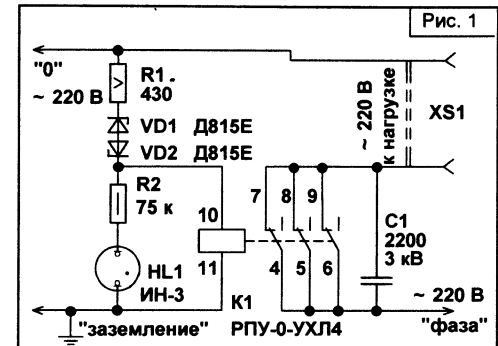 Рис. 1
"0"
~ 220 В
R1
430
VD1 Д815Е
VD2 Д815Е
R2
75 к
HL1
ИН-3
10
11
К1
РПУ-0-УХЛ4
7
8
9
4
5
6
~ 220 В
к нагрузке
XS1
C1
2200
3 кВ
~ 220 В
"заземление"
"фаза"